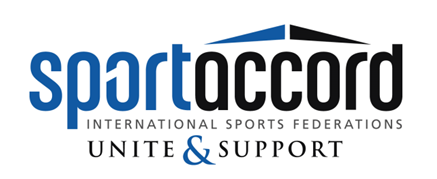 sportaccord
INTERNATIONAL SPORTS FEDERATIONS
UNITE & SUPPORT